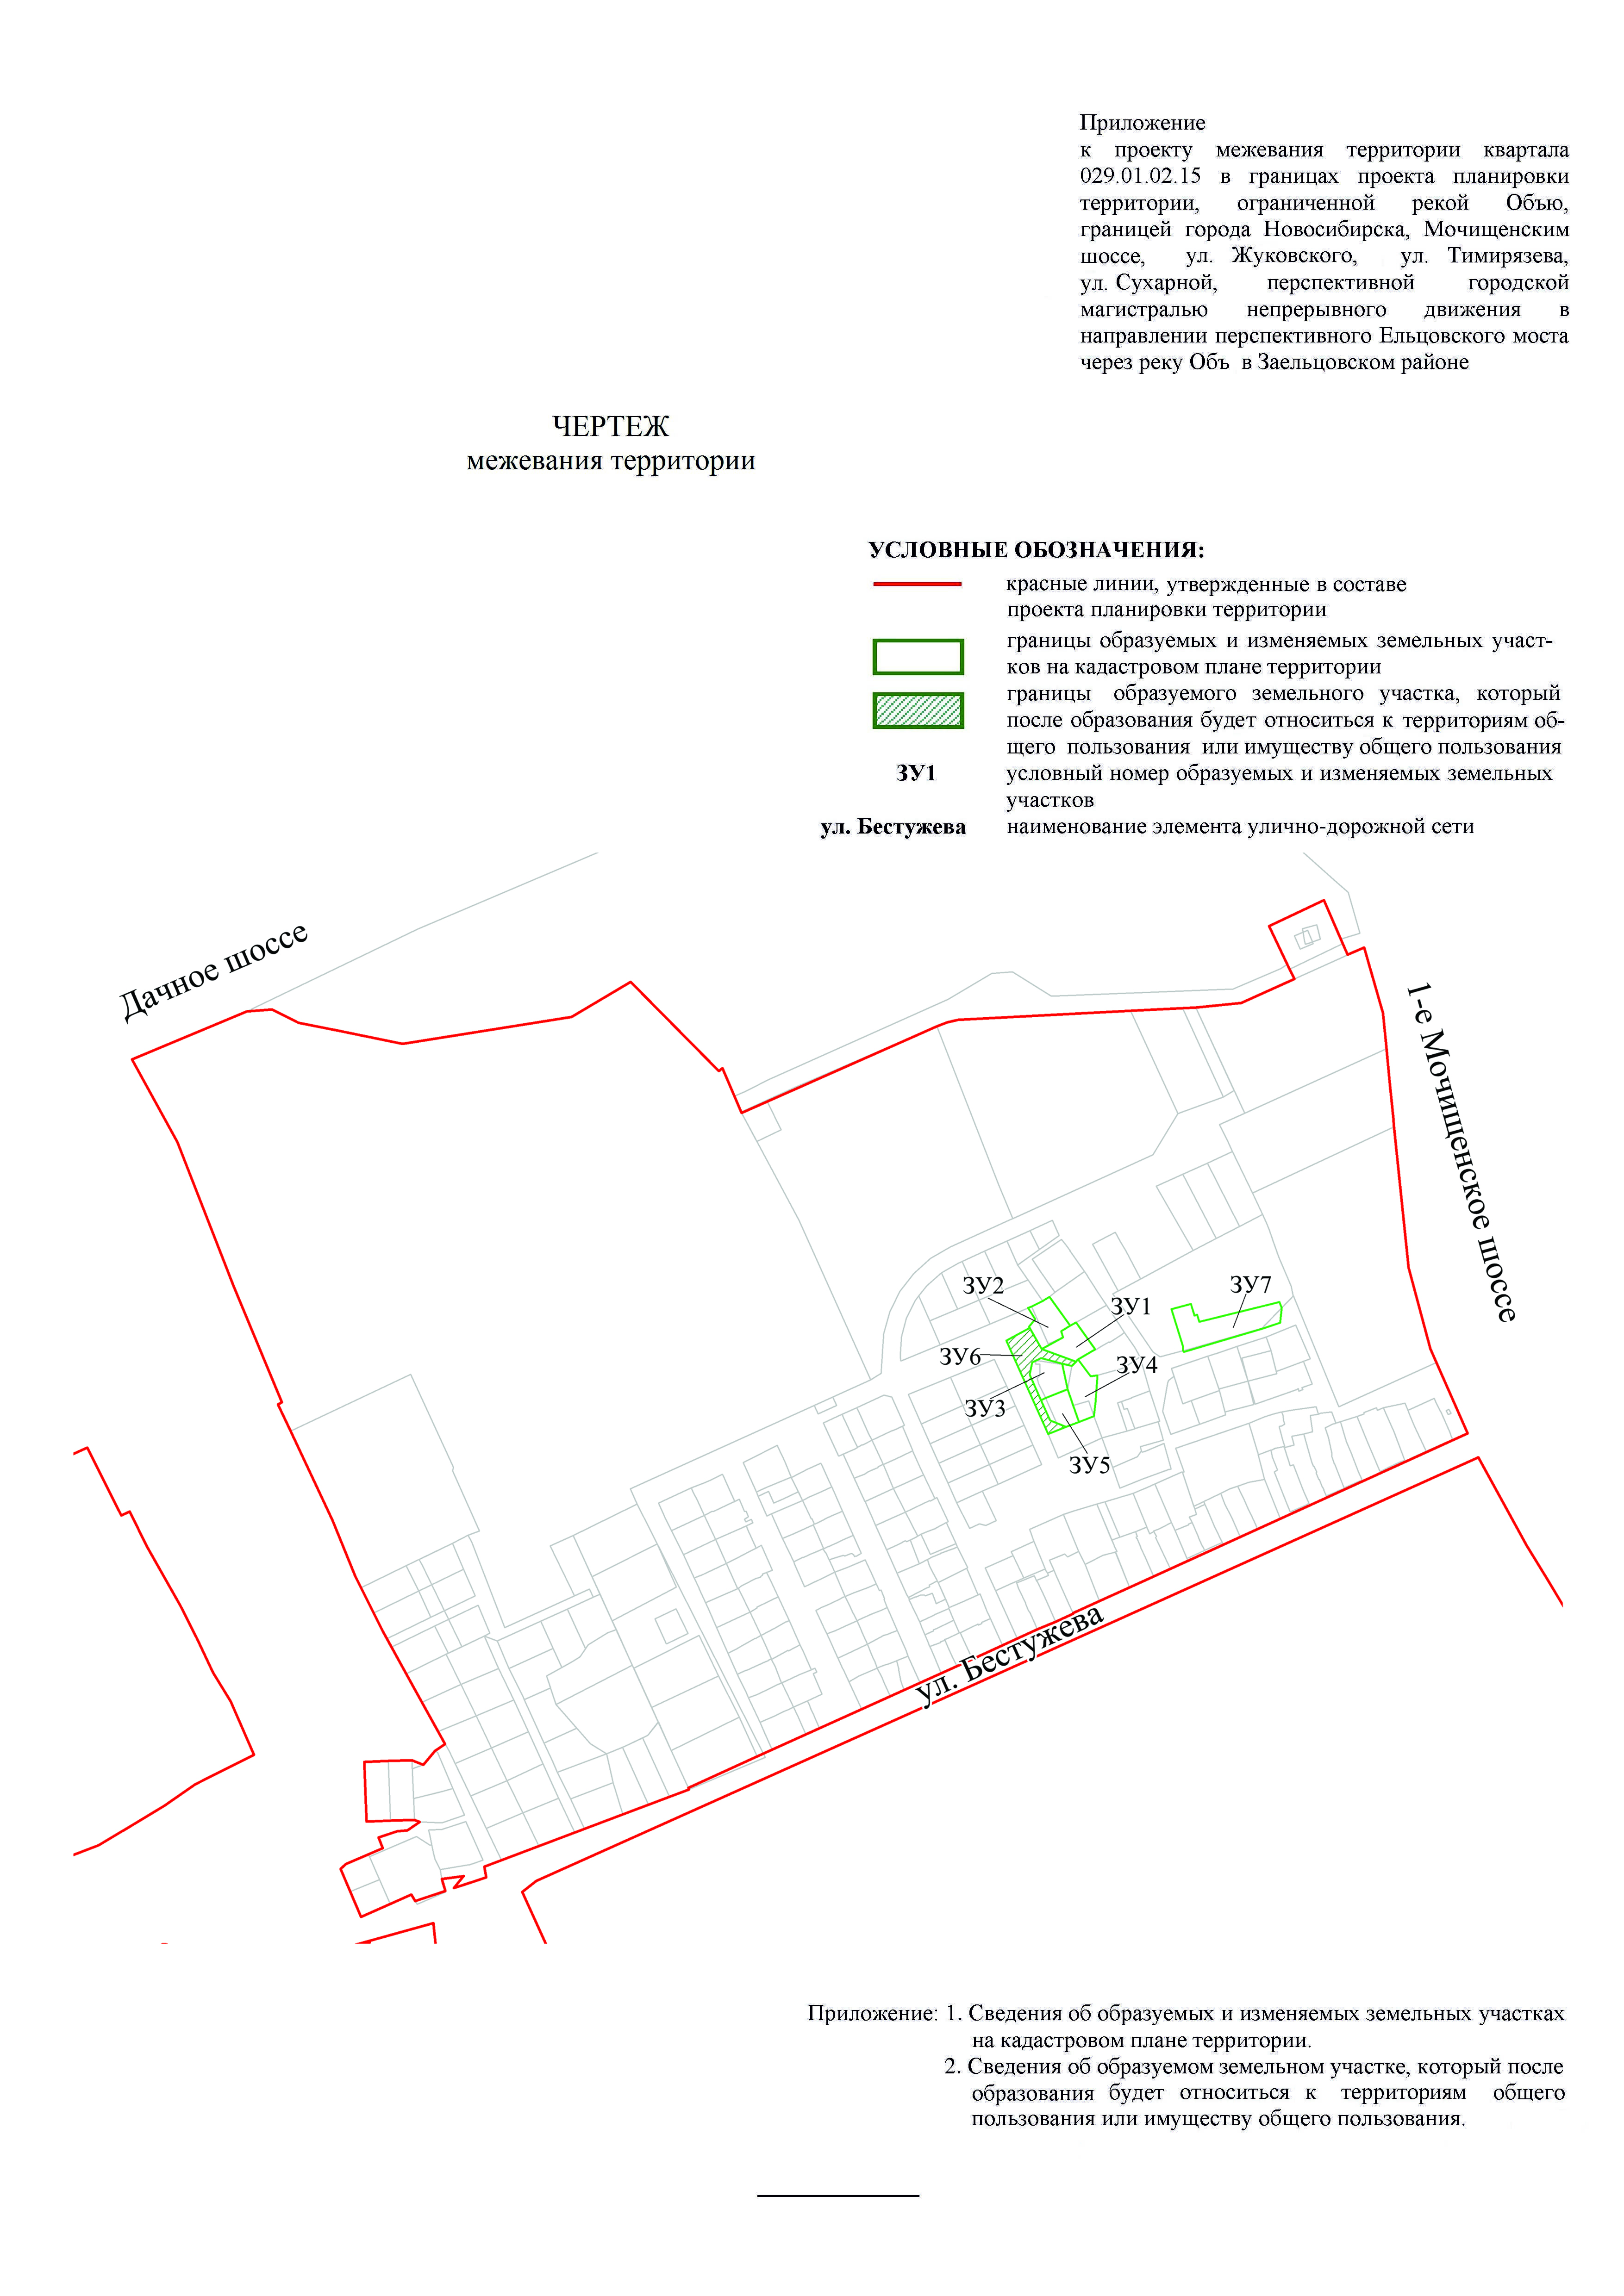 Приложение
к проекту межевания территории квартала
029.01.02.15 в границах проекта планировки
территории, ограниченной рекой Объю,
границей города Новосибирска, Мочищенским
шоссе, ул. Жуковского, ул. Тимирязева,
ул. Сухарной, перспективной городской
магистралью непрерывного движения в
направлении перспективного Ельцовского моста
через реку Объ в Заельцовском районе
ЧЕРТЕЖ
межевания территории
УСЛОВНЫЕ ОБОЗНАЧЕНИЯ:
красные линии, утвержденные в составе
проекта планировки территории
границы образуемых и изменяемых земельных участ-
ков на кадастровом плане территории
границы образуемого земельного участка, который
после образования будет относиться к территориям об-
щего пользования или имуществу общего пользования
ЗУ1 условный номер образуемых и изменяемых земельных
участков
ул. Бестужева наименование элемента улично-дорожной сети
Дачное шоссе
1-е Мочищенское шоссе
ЗУ2
ЗУ7
ЗУ1
ЗУ6
ЗУ4
ЗУ3
ЗУ5
ул. Бестужева
Приложение: 1. Сведения об образуемых и изменяемых земельных участках
на кадастровом плане территории.
2. Сведения об образуемом земельном участке, который после
образования будет относиться к территориям общего
пользования или имуществу общего пользования.